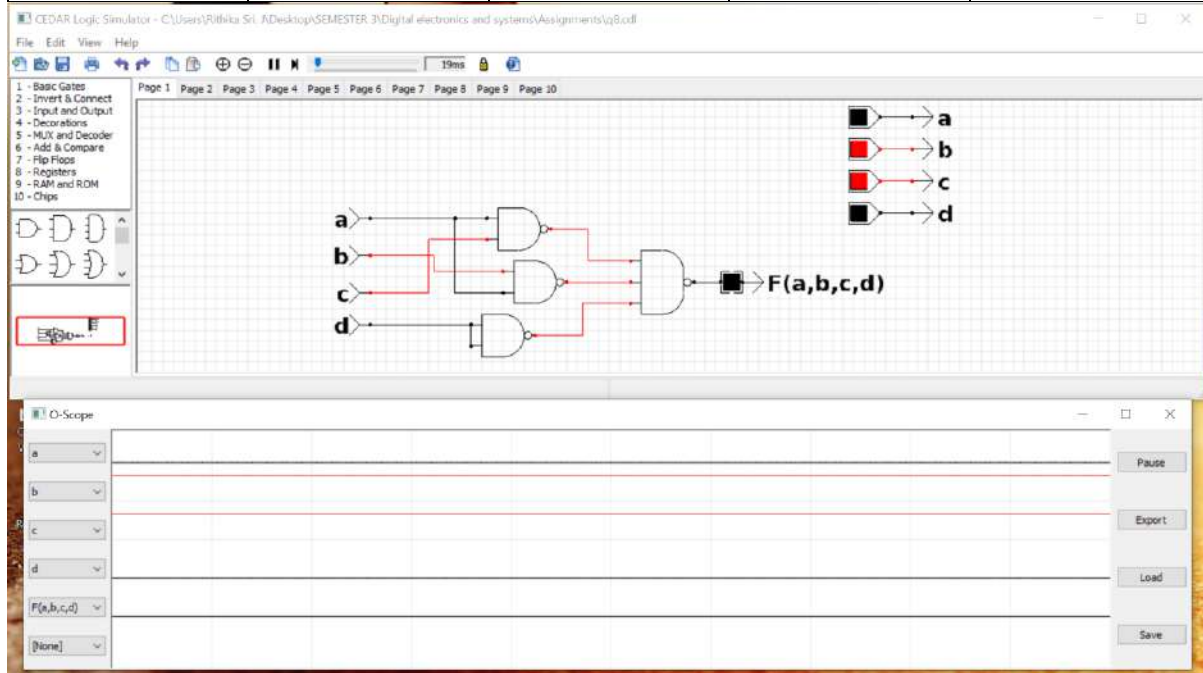 CEDAR Logic Simulator - C:\Users\Rithika Sri. J\Desktop\SEMESTER 3\Digital electronics and systems\Assignments\q8.cdl
File Edit View Help
19ms
1 - Basic Gates
2 - Invert & Connect
3 - Input and Output
4 - Decorations
5 - MUX and Decoder
6 - Add & Compare
7 - Flip Flops
8 - Registers
9 - RAM and ROM
10 - Chips
Page 1 Page 2 Page 3 Page 4 Page 5 Page 6 Page 7 Page 8 Page 9 Page 10
a
b
c
d
a
b
c
d
F(a,b,c,d)
O-Scope
a
b
c
d
F(a,b,c,d)
[None]
Pause
Export
Load
Save